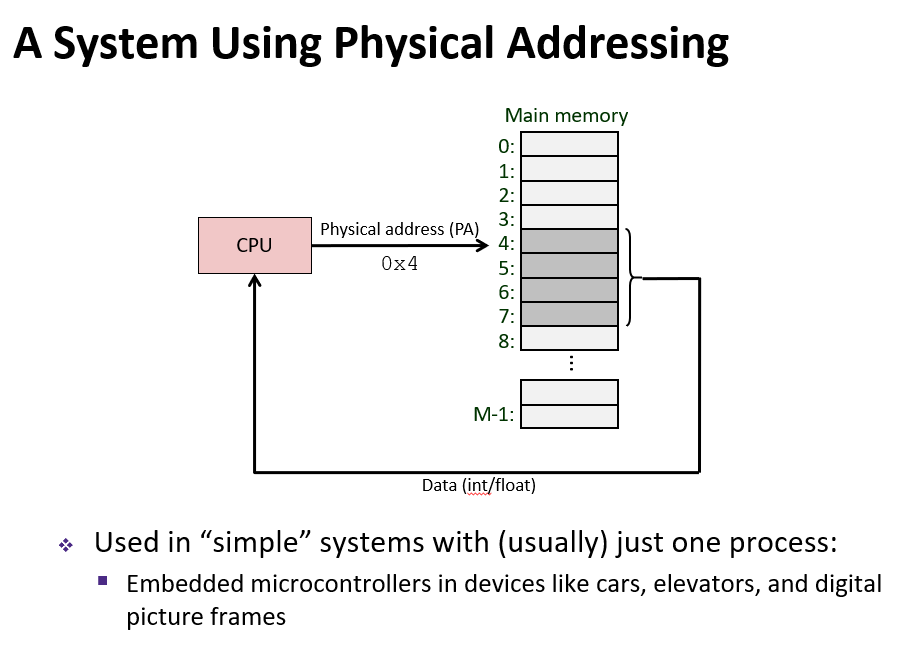 A System Using Physical Addressing
Main memory
0:
1:
2:
3:
Physical address (PA)
CPU
4:
0x4
5:
6:
7:
8:
⋮
M-1:
Data (int/float)
Used in “simple” systems with (usually) just one process:
Embedded microcontrollers in devices like cars, elevators, and digital
picture frames